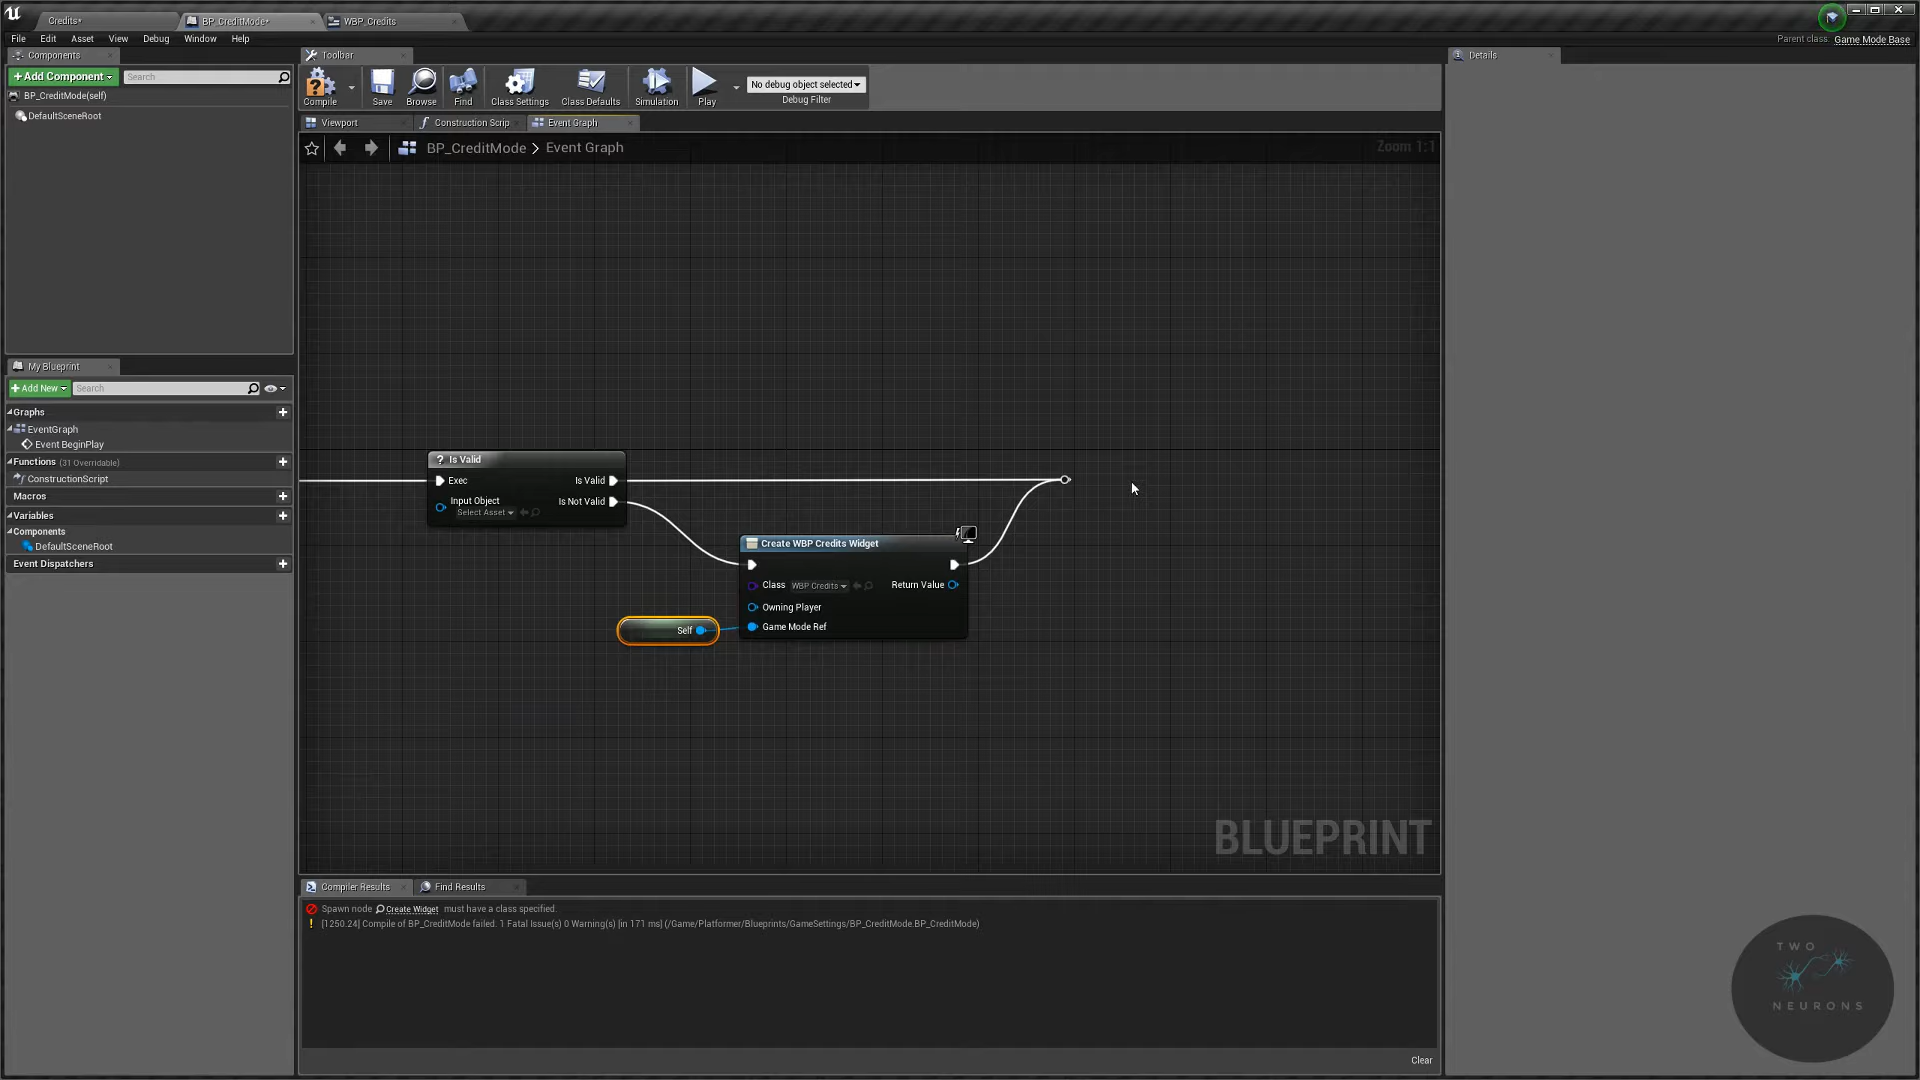 Credits*
BP_CreditMode*
WBP_Credits
File Edit Asset View Debug Window Help
Parent class: Game Mode Base
Components
+Add Component
Search
BP_CreditMode(self)
DefaultSceneRoot
Toolbar
Compile
Save
Browse
Find
Class Settings
Class Defaults
Simulation
Play
No debug object selected
Debug Filter
Details
Viewport
Construction Scrip
Event Graph
BP_CreditMode > Event Graph
Zoom 1:1
My Blueprint
+Add New
Search
Graphs
EventGraph
Event BeginPlay
Functions (31 Overridable)
ConstructionScript
Macros
Variables
Components
DefaultSceneRoot
Event Dispatchers
? Is Valid
Exec
Is Valid
Input Object
Select Asset
Is Not Valid
Create WBP Credits Widget
Class WBP Credits
Return Value
Owning Player
Game Mode Ref
Self
BLUEPRINT
Compiler Results
Find Results
Spawn node Create Widget must have a class specified.
[1250.24] Compile of BP_CreditMode failed. 1 Fatal Issue(s) 0 Warning(s) [in 171 ms] (/Game/Platformer/Blueprints/GameSettings/BP_CreditMode.BP_CreditMode)
Clear
TWO
NEURONS